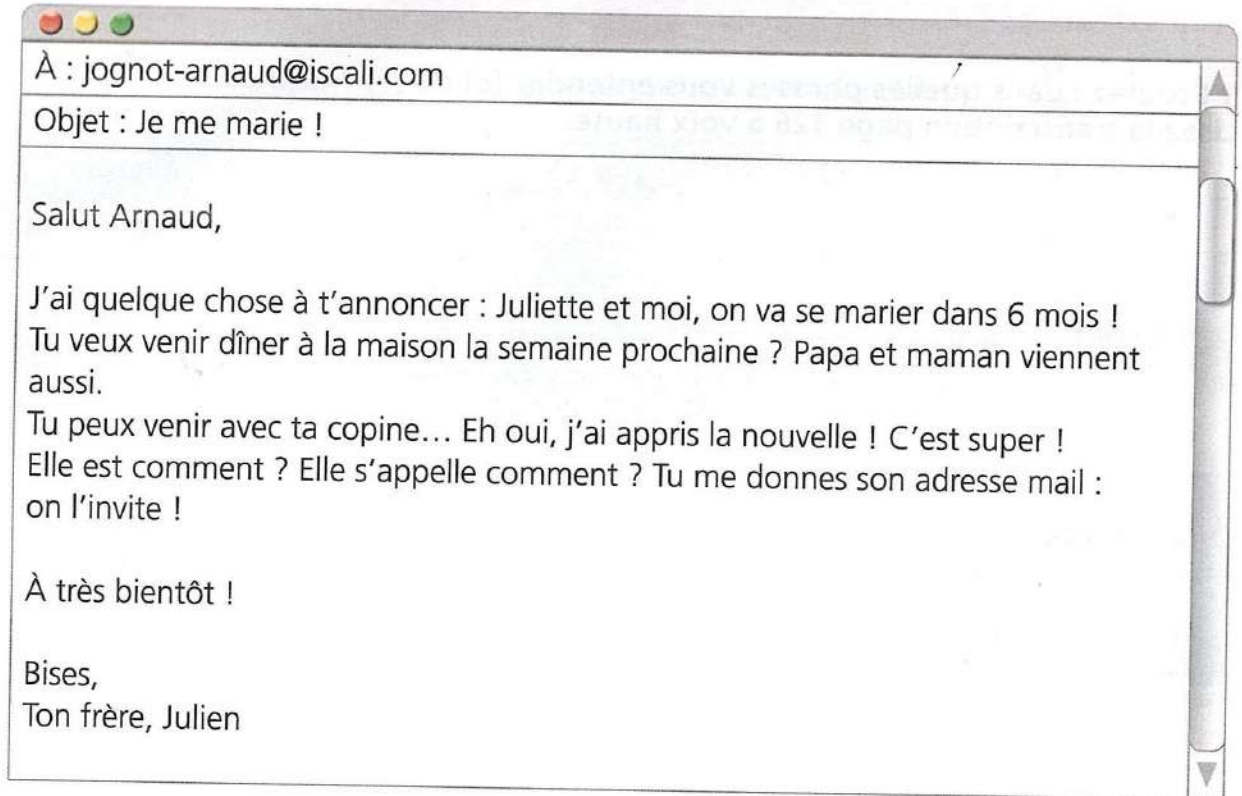 À : jognot-arnaud@iscali.com
Objet : Je me marie !
Salut Arnaud,
J'ai quelque chose à t'annoncer : Juliette et moi, on va se marier dans 6 mois !
Tu veux venir dîner à la maison la semaine prochaine ? Papa et maman viennent
aussi.
Tu peux venir avec ta copine… Eh oui, j'ai appris la nouvelle ! C'est super !
Elle est comment ? Elle s'appelle comment ? Tu me donnes son adresse mail :
on l'invite !
À très bientôt !
Bises,
Ton frère, Julien